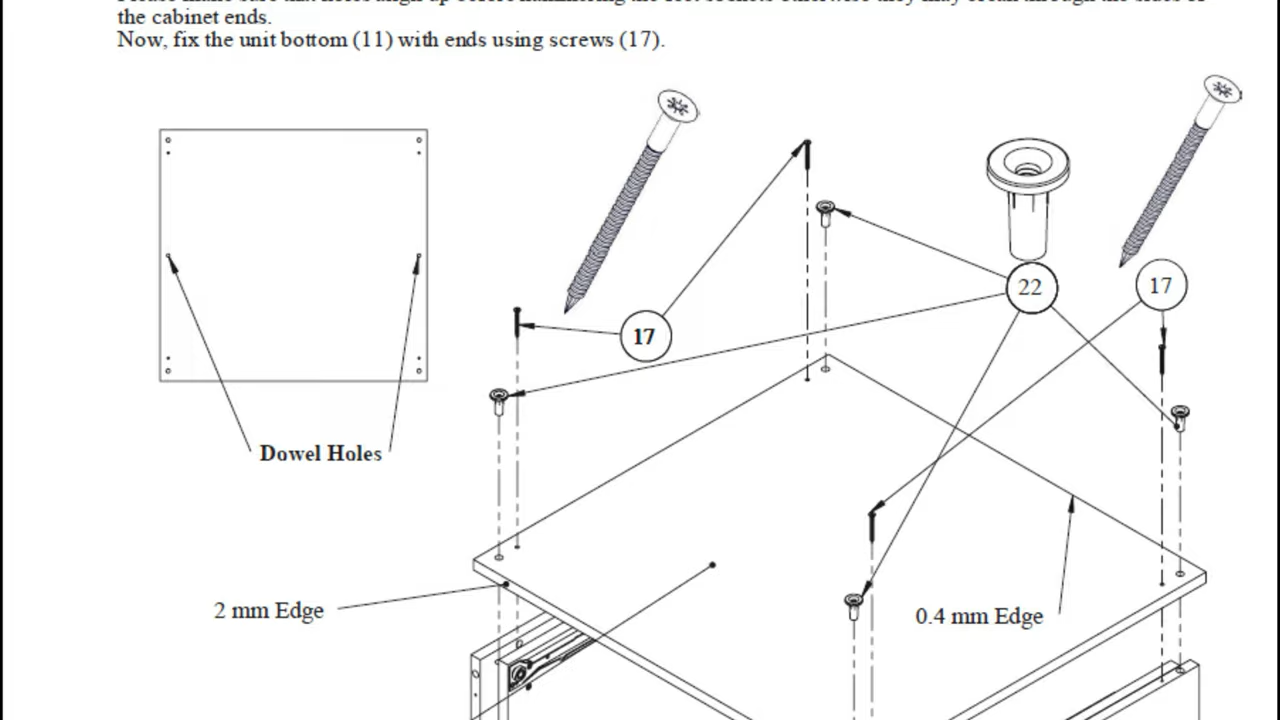 the cabinet ends.
Now, fix the unit bottom (11) with ends using screws (17).
22
17
17
Dowel Holes
2 mm Edge
0.4 mm Edge